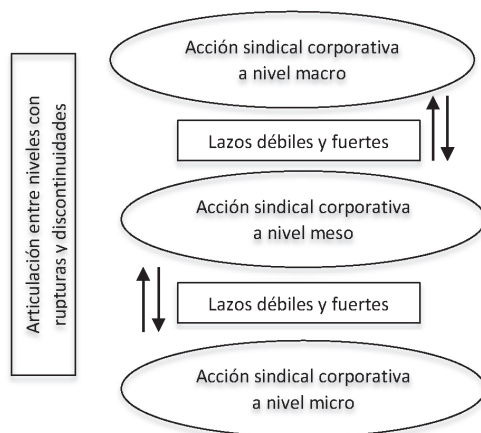 Articulación entre niveles con
rupturas y discontinuidades
Acción sindical corporativa
a nivel macro
Lazos débiles y fuertes
Acción sindical corporativa
a nivel meso
Lazos débiles y fuertes
Acción sindical corporativa
a nivel micro